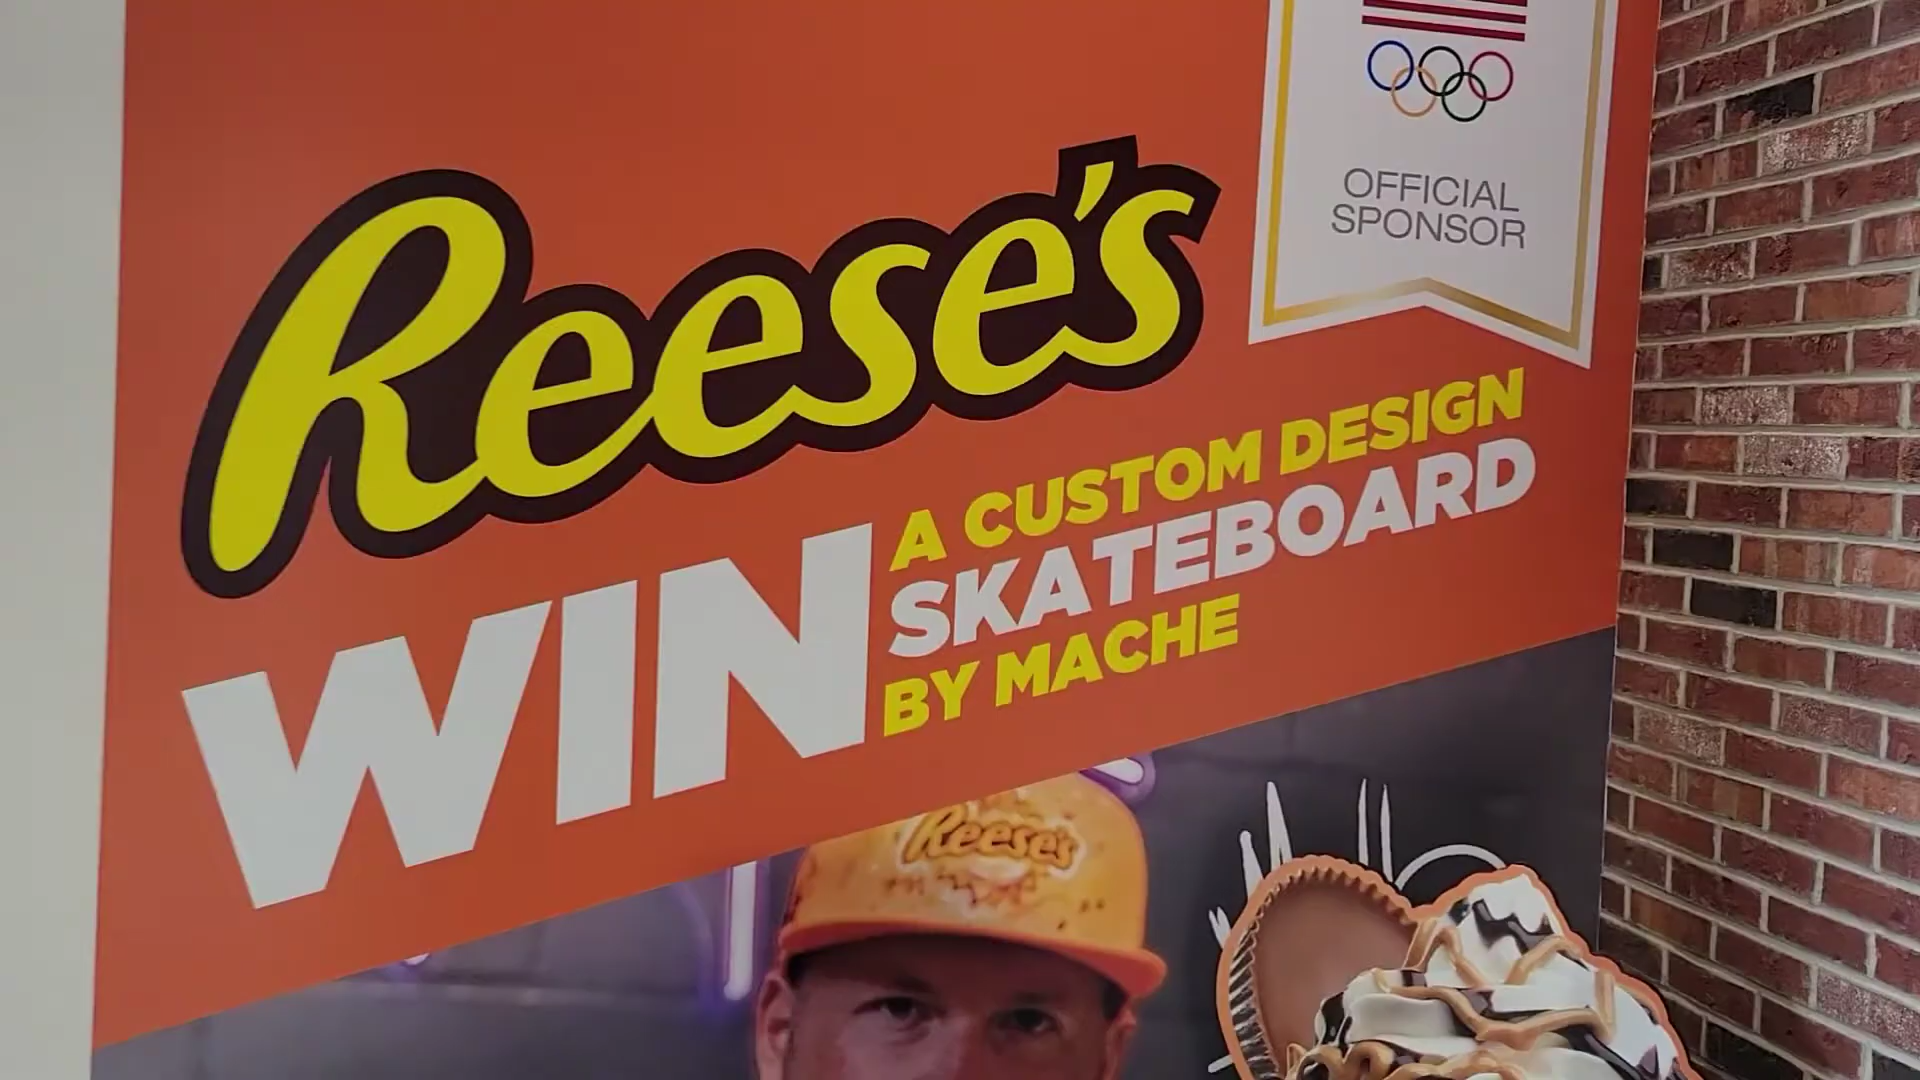 OFFICIAL
SPONSOR
Reese's
WIN
A CUSTOM DESIGN
SKATEBOARD
BY MACHE
Reese's